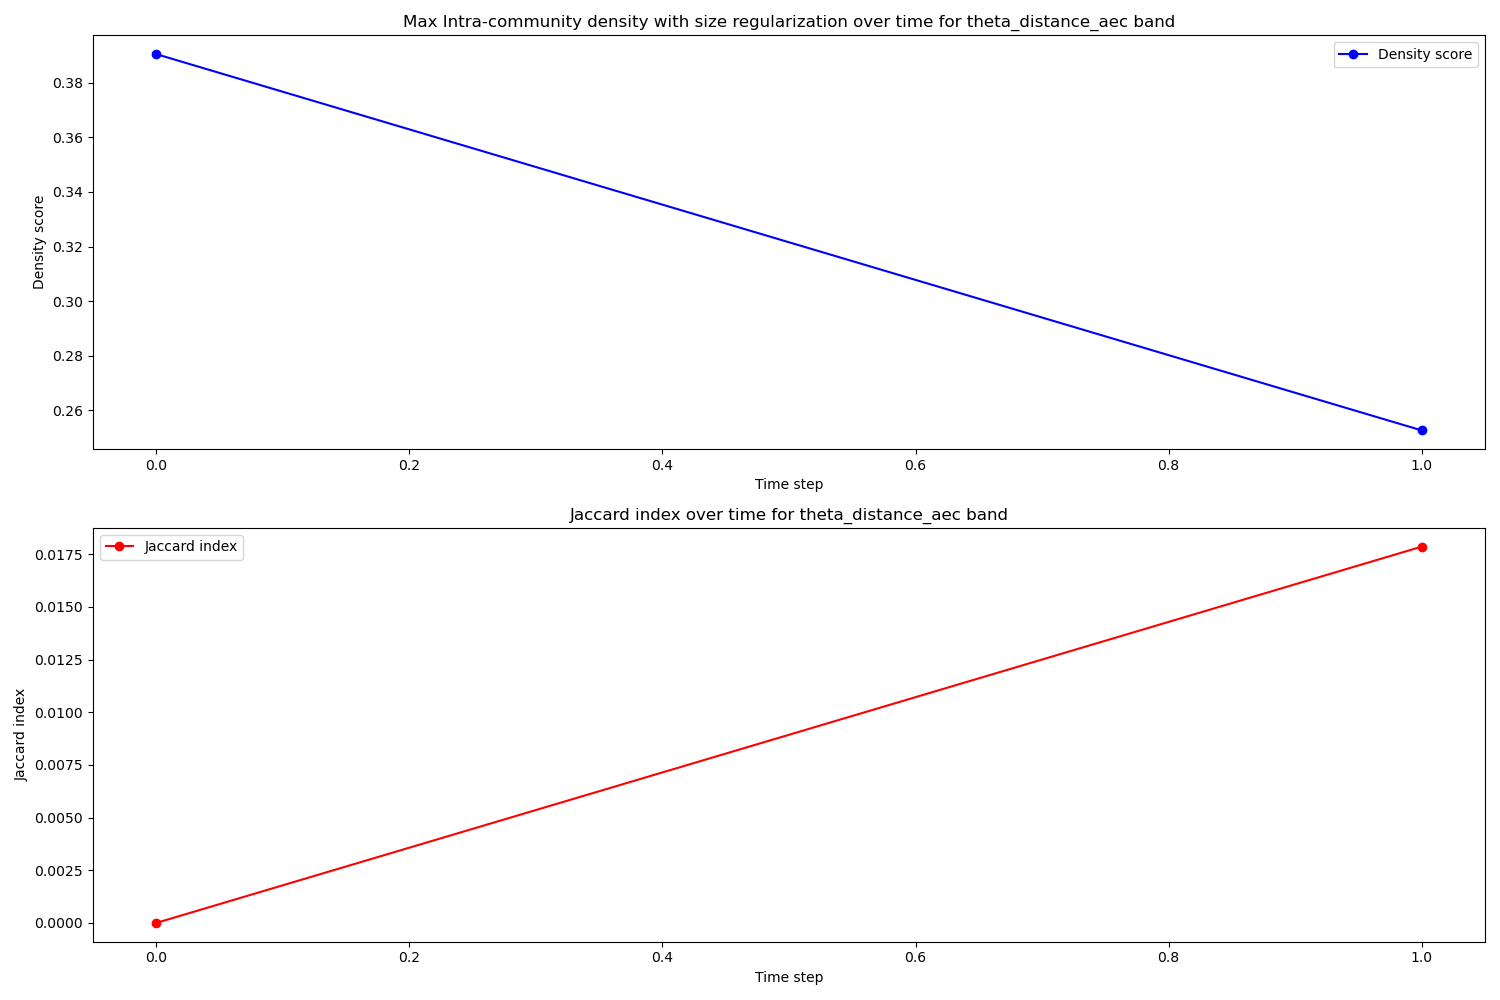 Max Intra-community density with size regularization over time for theta_distance_aec band
Density score
Density score
0.38
0.36
0.34
0.32
0.30
0.28
0.26
0.0 0.2 0.4 0.6 0.8 1.0
Time step
Jaccard index over time for theta_distance_aec band
Jaccard index
Jaccard index
0.0175
0.0150
0.0125
0.0100
0.0075
0.0050
0.0025
0.0000
0.0 0.2 0.4 0.6 0.8 1.0
Time step